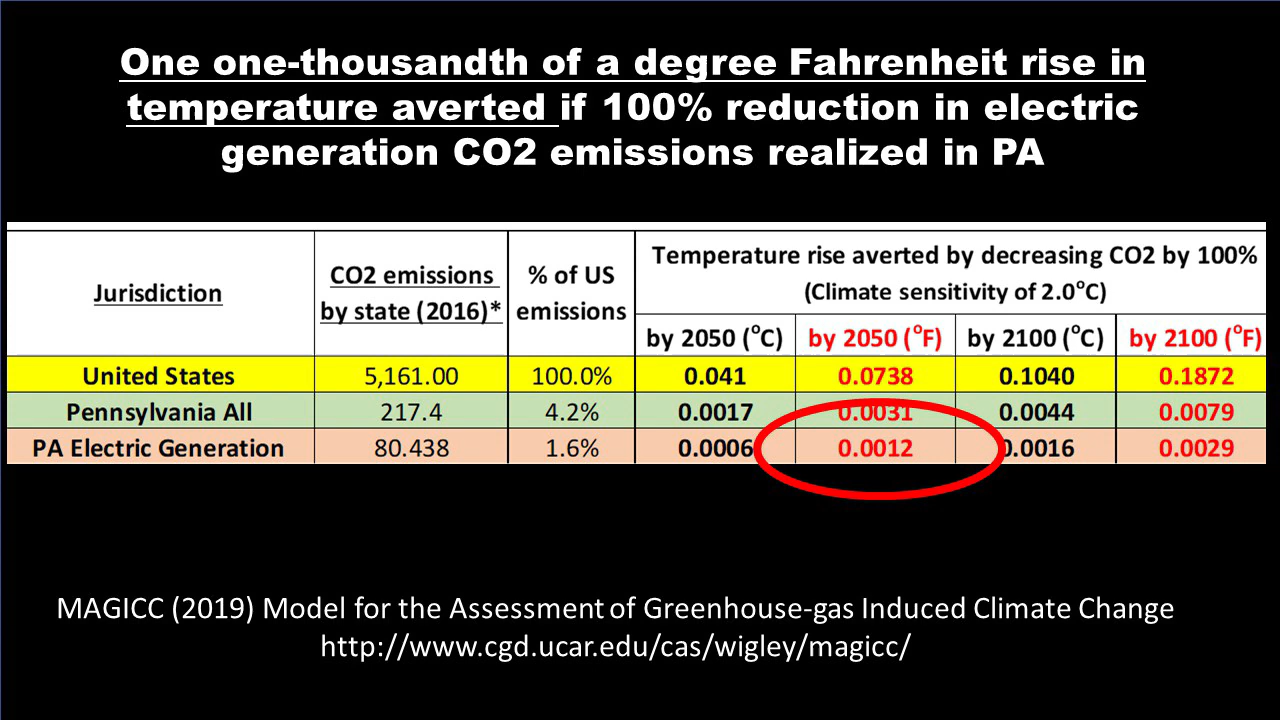 One one-thousandth of a degree Fahrenheit rise in
temperature averted if 100% reduction in electric
generation CO2 emissions realized in PA
Jurisdiction
CO2 emissions
by state (2016)*
% of US
emissions
Temperature rise averted by decreasing CO2 by 100%
(Climate sensitivity of 2.0°C)
by 2050 (°C) by 2050 (°F) by 2100 (°C) by 2100 (°F)
United States 5,161.00 100.0% 0.041 0.0738 0.1040 0.1872
Pennsylvania All 217.4 4.2% 0.0017 0.0031 0.0044 0.0079
PA Electric Generation 80.438 1.6% 0.0006 0.0012 0.0016 0.0029
MAGICC (2019) Model for the Assessment of Greenhouse-gas Induced Climate Change
http://www.cgd.ucar.edu/cas/wigley/magicc/